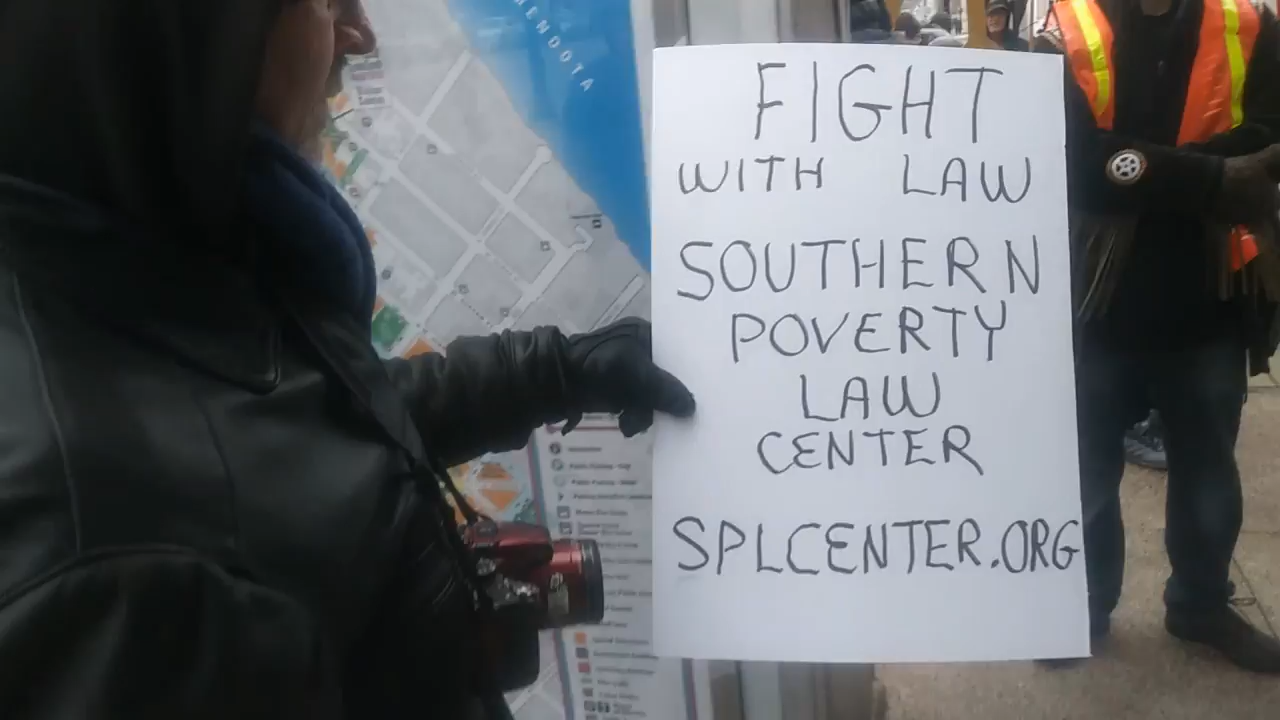 MENDOTA
FIGHT
WITH LAW
SOUTHERN
POVERTY
LAW
CENTER
SPLCENTER.ORG